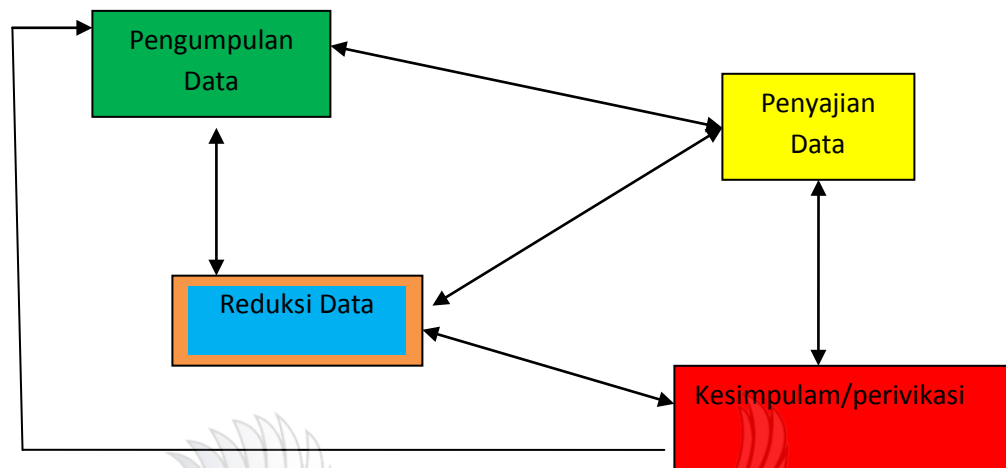 Pengumpulan
Data
Penyajian
Data
Reduksi Data
Kesimpulam/perivikasi